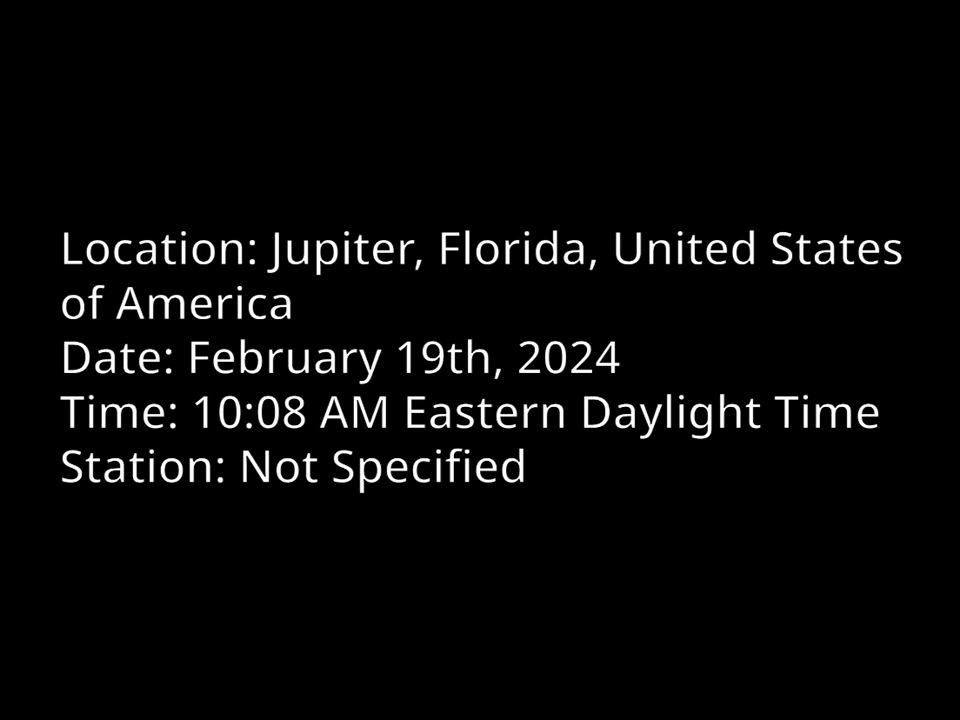 Location: Jupiter, Florida, United States
of America
Date: February 19th, 2024
Time: 10:08 AM Eastern Daylight Time
Station: Not Specified